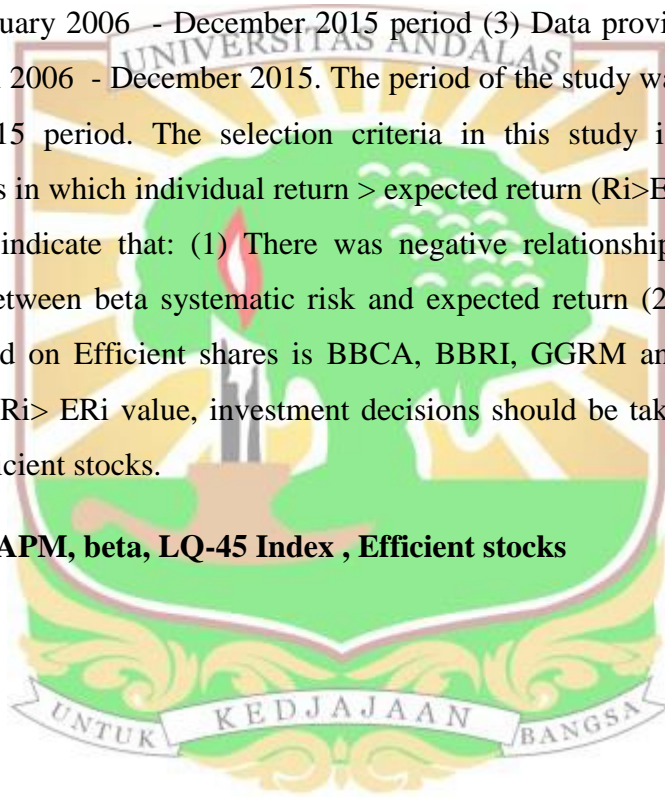 uary 2006 - December 2015 period (3) Data provi
UNIVERSITAS ANDALAS
2006 - December 2015. The period of the study wa
15 period. The selection criteria in this study i
s in which individual return > expected return (Ri>E
indicate that: (1) There was negative relationship
etween beta systematic risk and expected return (2
d on Efficient shares is BBCA, BBRI, GGRM an
Ri> ERi value, investment decisions should be tak
icient stocks.
APM, beta, LQ-45 Index , Efficient stocks
UNTUK KEDJAJAAN BANGSA